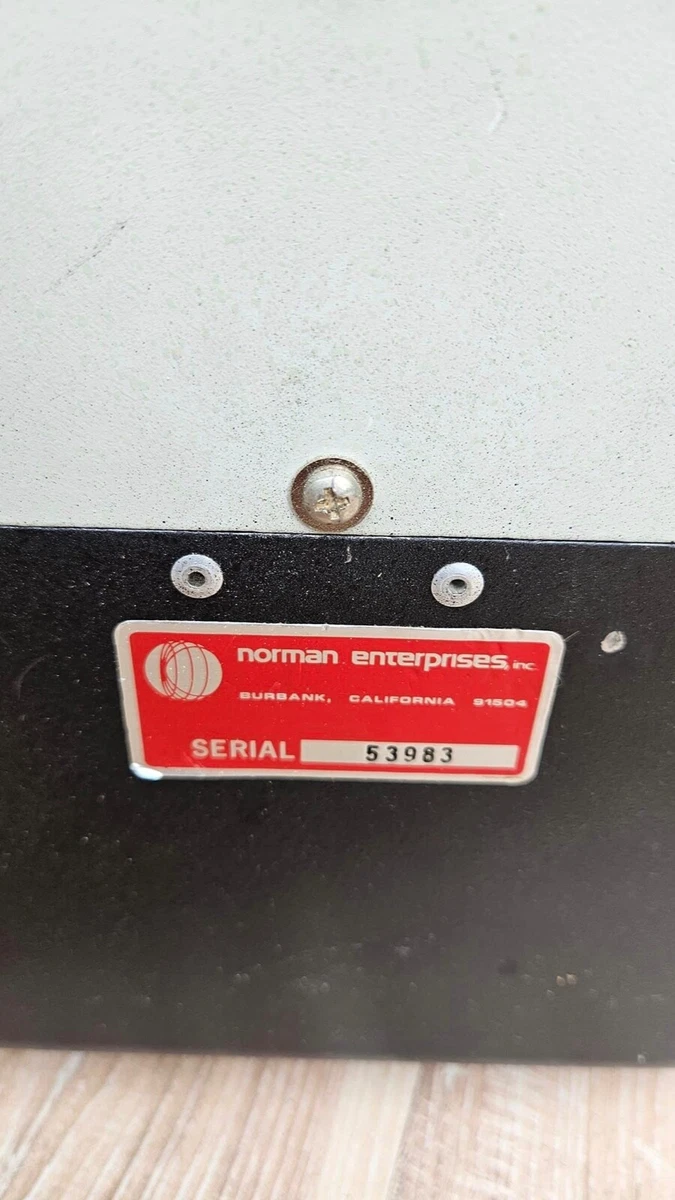 norman enterprises, inc.
BURBANK, CALIFORNIA 91504
SERIAL 53983